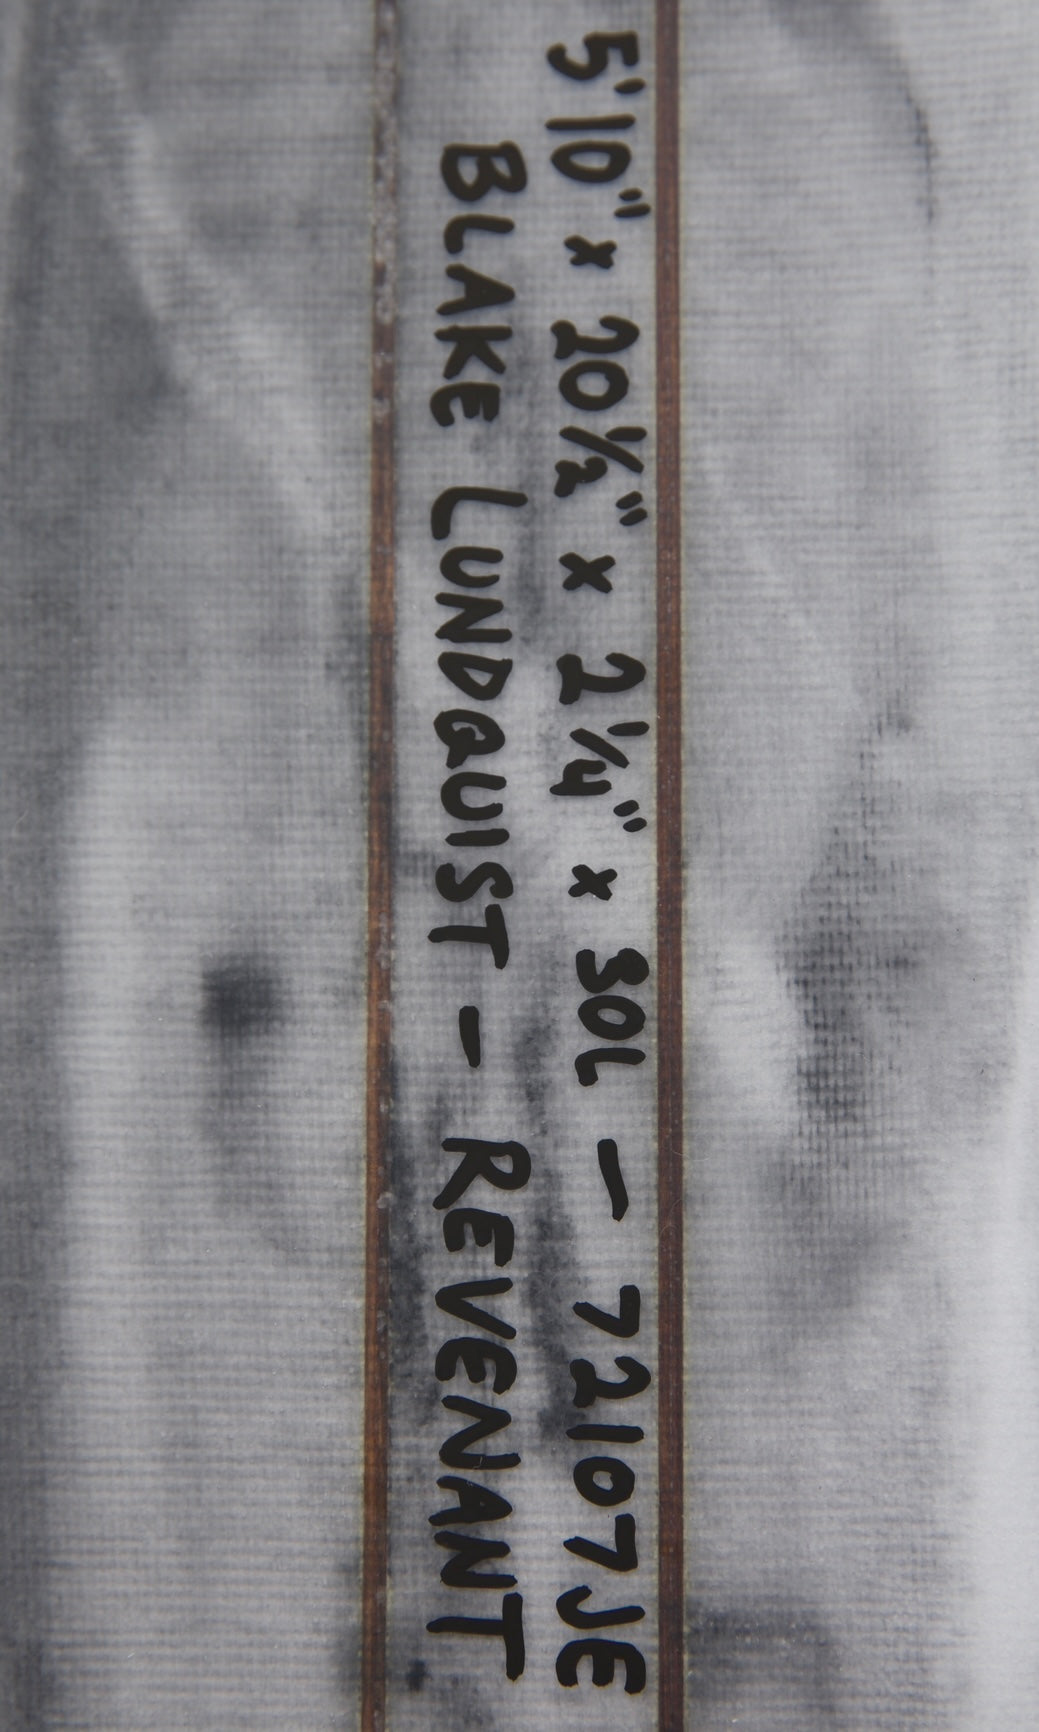 5'10" x 20½" x 2¼" x 30L — 72107JE
BLAKE LUNDQUIST - REVENANT